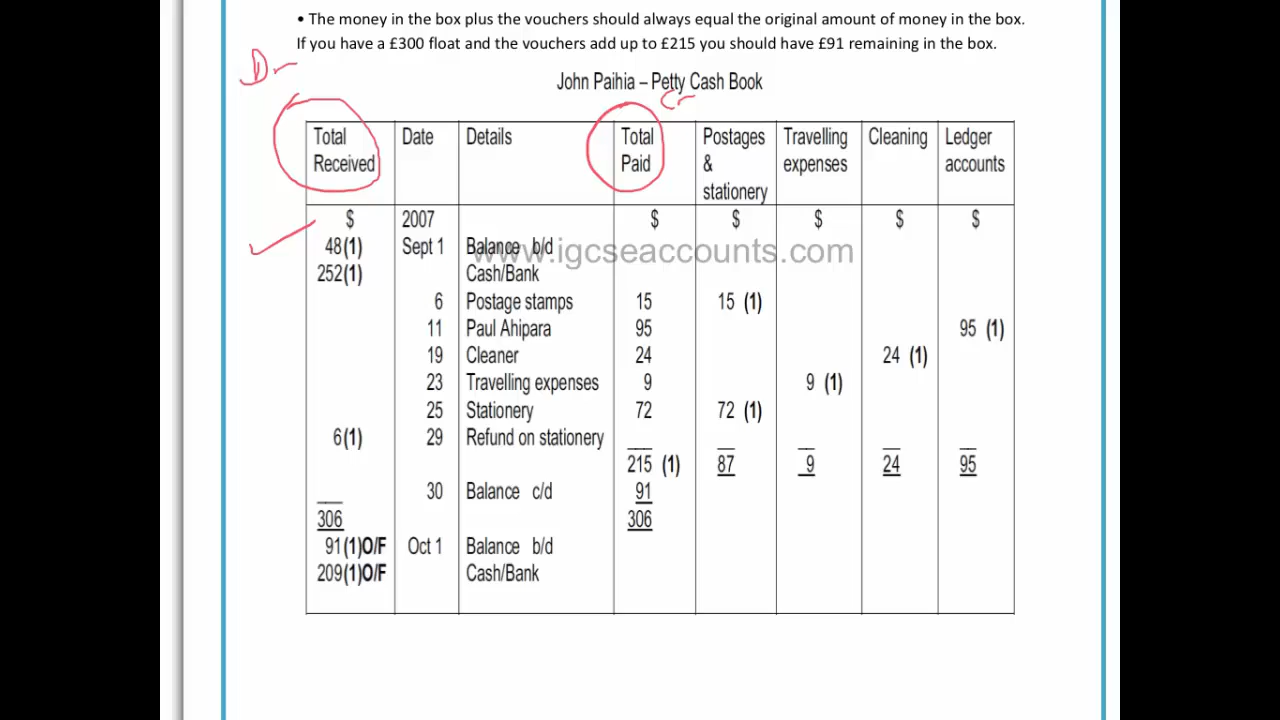 • The money in the box plus the vouchers should always equal the original amount of money in the box.
If you have a £300 float and the vouchers add up to £215 you should have £91 remaining in the box.
Dr
John Paihia – Petty Cash Book
Cr
Total Received Date Details Total Paid Postages & stationery Travelling expenses Cleaning Ledger accounts
$ 2007 $ $ $ $ $
48(1) Sept 1 Balance b/d
www.igcseaccounts.com
252(1) Cash/Bank
6 Postage stamps 15 15 (1)
11 Paul Ahipara 95 95 (1)
19 Cleaner 24 24 (1)
23 Travelling expenses 9 9 (1)
25 Stationery 72 72 (1)
6(1) 29 Refund on stationery
215 (1) 87 9 24 95
30 Balance c/d 91
306 306
91(1)O/F Oct 1 Balance b/d
209(1)O/F Cash/Bank